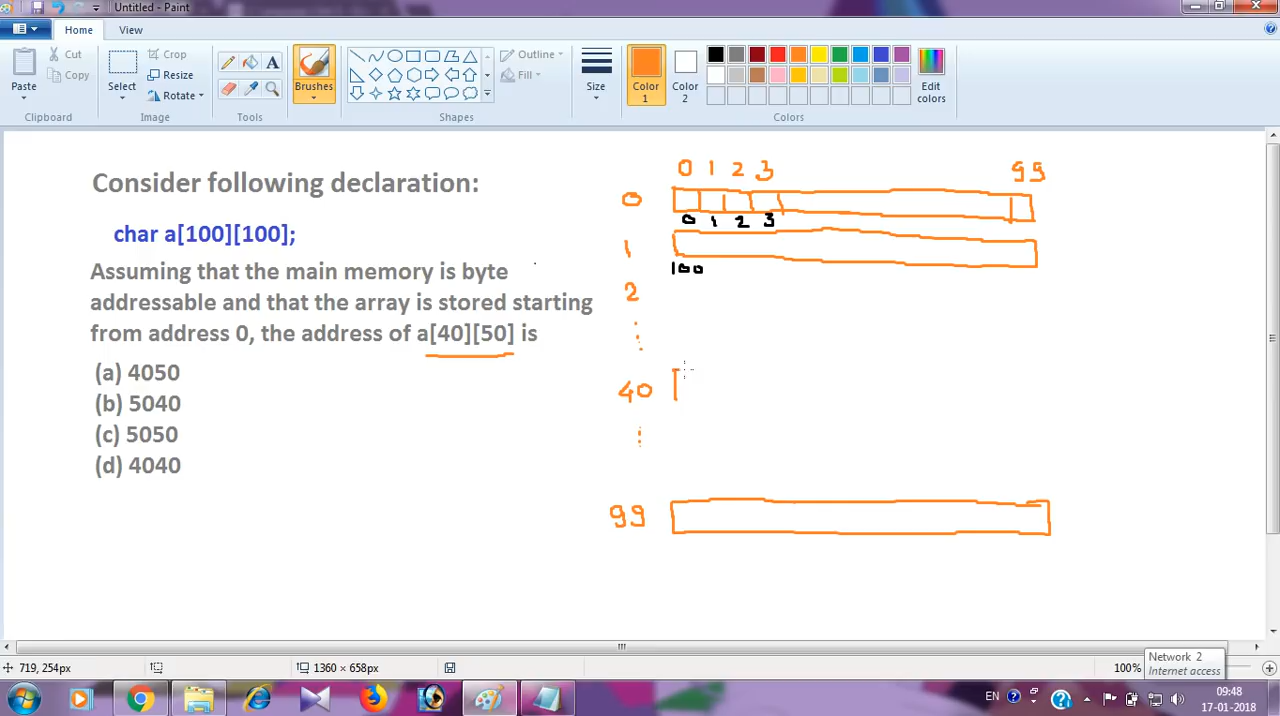 Untitled - Paint
Home View
Paste
Cut
Copy
Clipboard
Select
Crop
Resize
Rotate
Image
Tools
Brushes
Shapes
Outline
Fill
Size
Color 1
Color 2
Colors
Edit colors
Consider following declaration:
char a[100][100];
Assuming that the main memory is byte
addressable and that the array is stored starting
from address 0, the address of a[40][50] is
(a) 4050
(b) 5040
(c) 5050
(d) 4040
0 1 2 3 99
0
0 1 2 3
1
100
2
40
99
719, 254px
1360 × 658px
100%
Network 2
Internet access
EN
09:48
17-01-2018